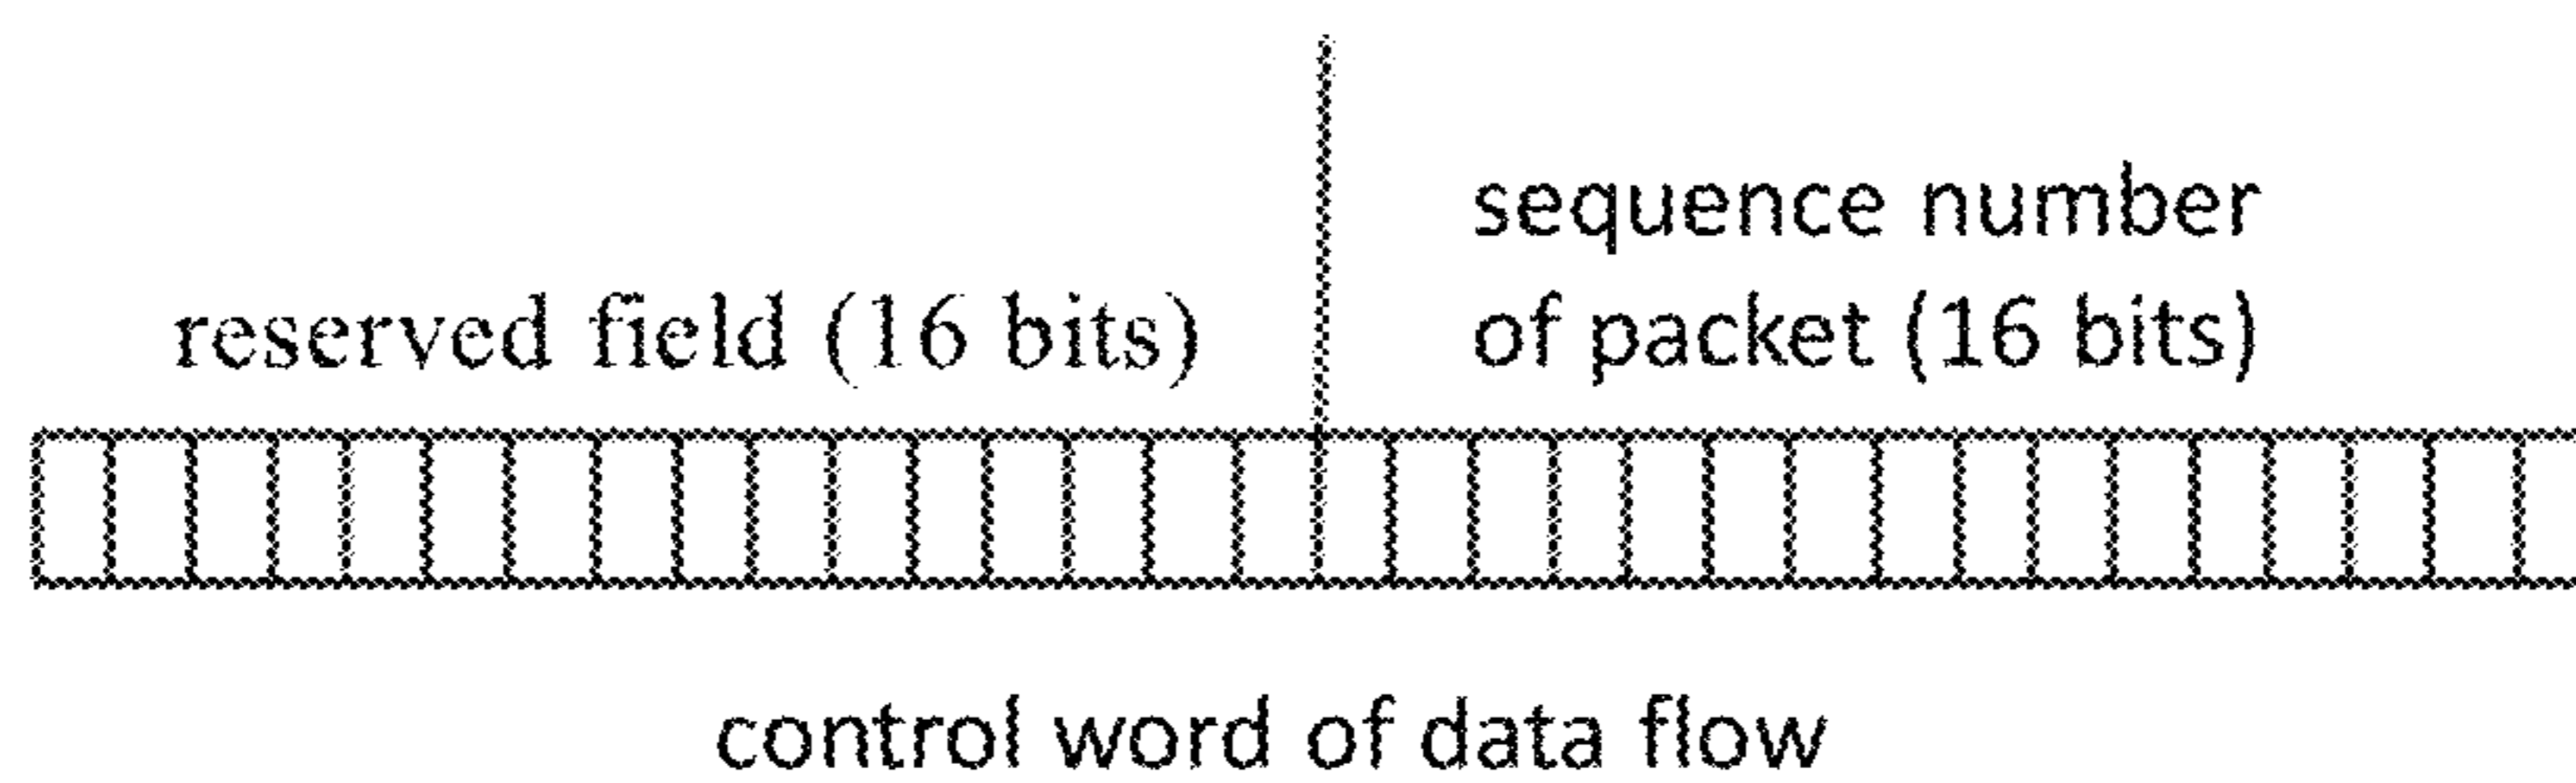 reserved field (16 bits)
sequence number
of packet (16 bits)
control word of data flow